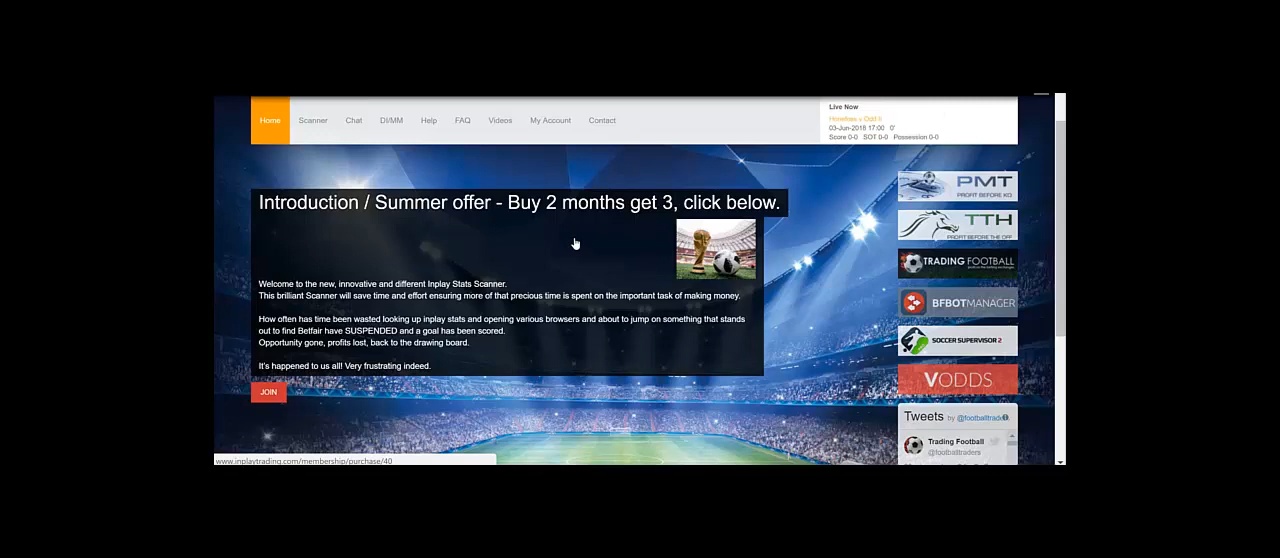 Home Scanner Chat DI/MM Help FAQ Videos My Account Contact
Live Now
03-Jun-2018 17:00 0'
Score 0-0 SOT 0-0 Possession 0-0
Introduction / Summer offer - Buy 2 months get 3, click below.
Welcome to the new, innovative and different Inplay Stats Scanner.
This brilliant Scanner will save time and effort ensuring more of that precious time is spent on the important task of making money.
How often has time been wasted looking up inplay stats and opening various browsers and about to jump on something that stands
out to find Betfair have SUSPENDED and a goal has been scored.
Opportunity gone, profits lost, back to the drawing board.
It's happened to us all! Very frustrating indeed.
JOIN
PMT
PROFIT BEFORE KO
TTH
PROFIT BEFORE THE OFF
TRADING FOOTBALL
BFBOTMANAGER
SOCCER SUPERVISOR 2
VODDS
Tweets by @footballtrade
Trading Football
@footballtraders
www.inplaytrading.com/membership/purchase/40